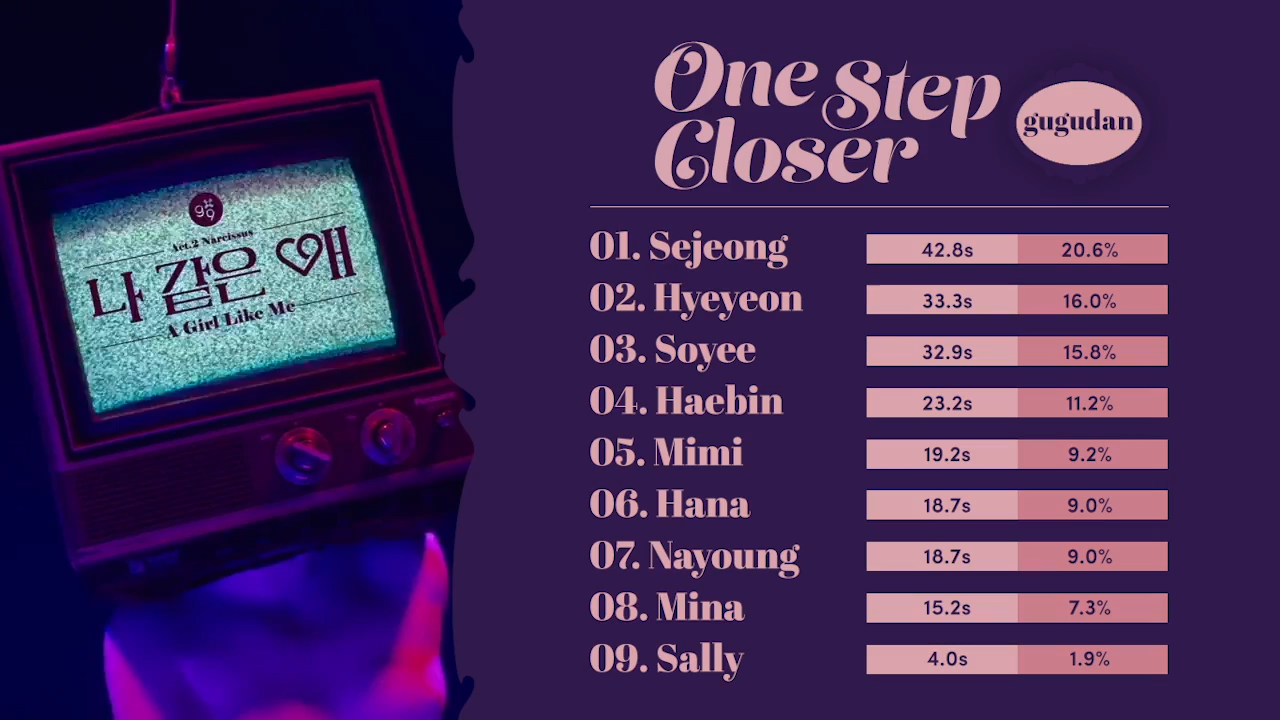 99
Act.2 Narcissus
나 같은 애
A Girl Like Me
One Step
Closer
gugudan
01. Sejeong 42.8s 20.6%
02. Hyeyeon 33.3s 16.0%
03. Soyee 32.9s 15.8%
04. Haebin 23.2s 11.2%
05. Mimi 19.2s 9.2%
06. Hana 18.7s 9.0%
07. Nayoung 18.7s 9.0%
08. Mina 15.2s 7.3%
09. Sally 4.0s 1.9%